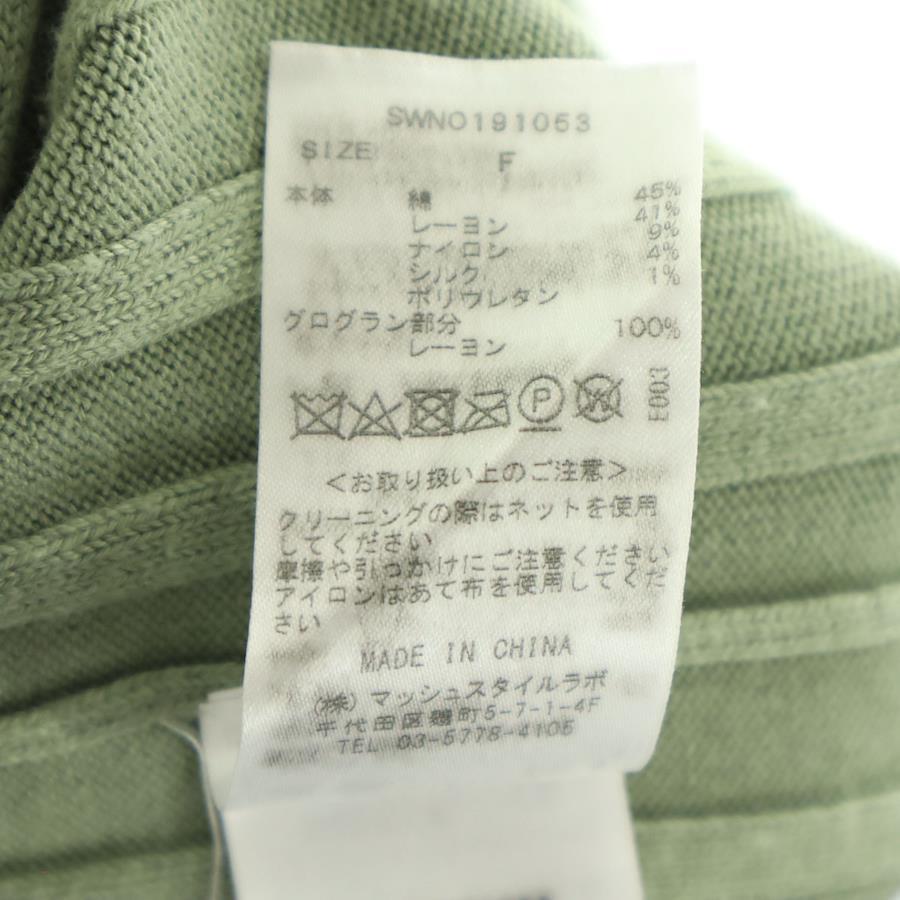 SWNO191053
SIZE F
本体 綿 45%
レーヨン 41%
ナイロン 9%
シルク 4%
ポリウレタン 1%
グログラン部分
レーヨン 100%
P W E003
<お取り扱い上のご注意>
クリーニングの際はネットを使用
してください
摩擦や引っかけにご注意ください
アイロンはあて布を使用してくだ
さい
MADE IN CHINA
(株)マッシュスタイルラボ
千代田区麹町5-7-1-4F
TEL 03-5778-4105